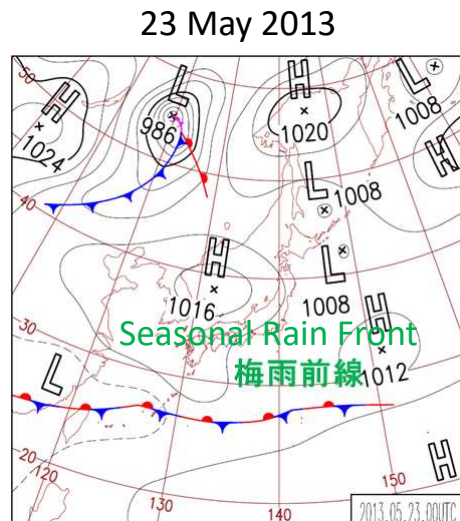 23 May 2013
50
L
H
L
H
986
1020
1008
1024
H
L
1008
40
L
H
1008
1016
H
30
Seasonal Rain Front
梅雨前線
1012
L
H
20
120
130
140
150
2013.05.23.00UTC